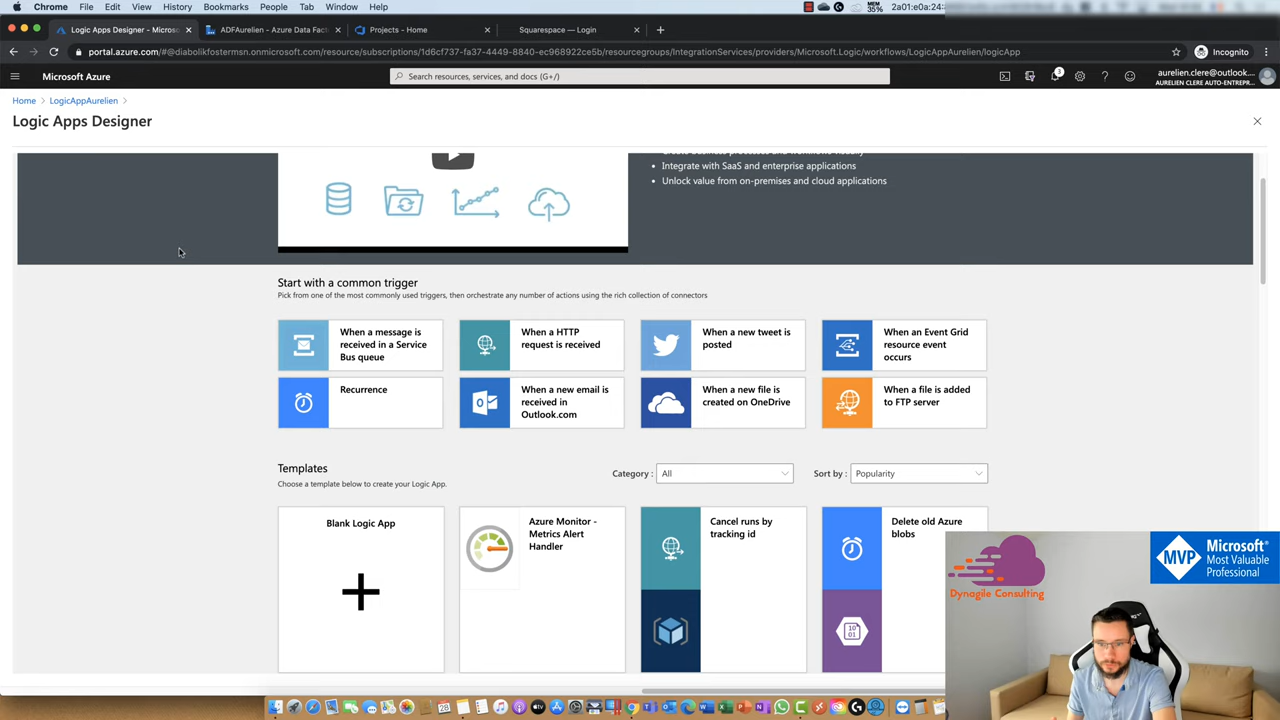 Chrome File Edit View History Bookmarks People Tab Window Help
MEM 35% 2a01:e0a:24:
Logic Apps Designer - Microso
ADFAurelien - Azure Data Fact
Projects - Home
Squarespace — Login
portal.azure.com/#@diabolikfostermsn.onmicrosoft.com/resource/subscriptions/1d6cf737-fa37-4449-8840-ec968922ce5b/resourcegroups/IntegrationServices/providers/Microsoft.Logic/workflows/LogicAppAurelien/logicApp
Incognito
Microsoft Azure
Search resources, services, and docs (G+/)
3
aurelien.clere@outlook....
AURELIEN CLERE AUTO-ENTREPR...
Home > LogicAppAurelien >
Logic Apps Designer
Integrate with SaaS and enterprise applications
Unlock value from on-premises and cloud applications
Start with a common trigger
Pick from one of the most commonly used triggers, then orchestrate any number of actions using the rich collection of connectors
When a message is
received in a Service
Bus queue
When a HTTP
request is received
When a new tweet is
posted
When an Event Grid
resource event
occurs
Recurrence
When a new email is
received in
Outlook.com
When a new file is
created on OneDrive
When a file is added
to FTP server
Templates
Choose a template below to create your Logic App.
Category : All
Sort by : Popularity
Blank Logic App
Azure Monitor -
Metrics Alert
Handler
Cancel runs by
tracking id
Delete old Azure
blobs
10
01
Dynagile Consulting
MVP
Microsoft
Most Valuable
Professional